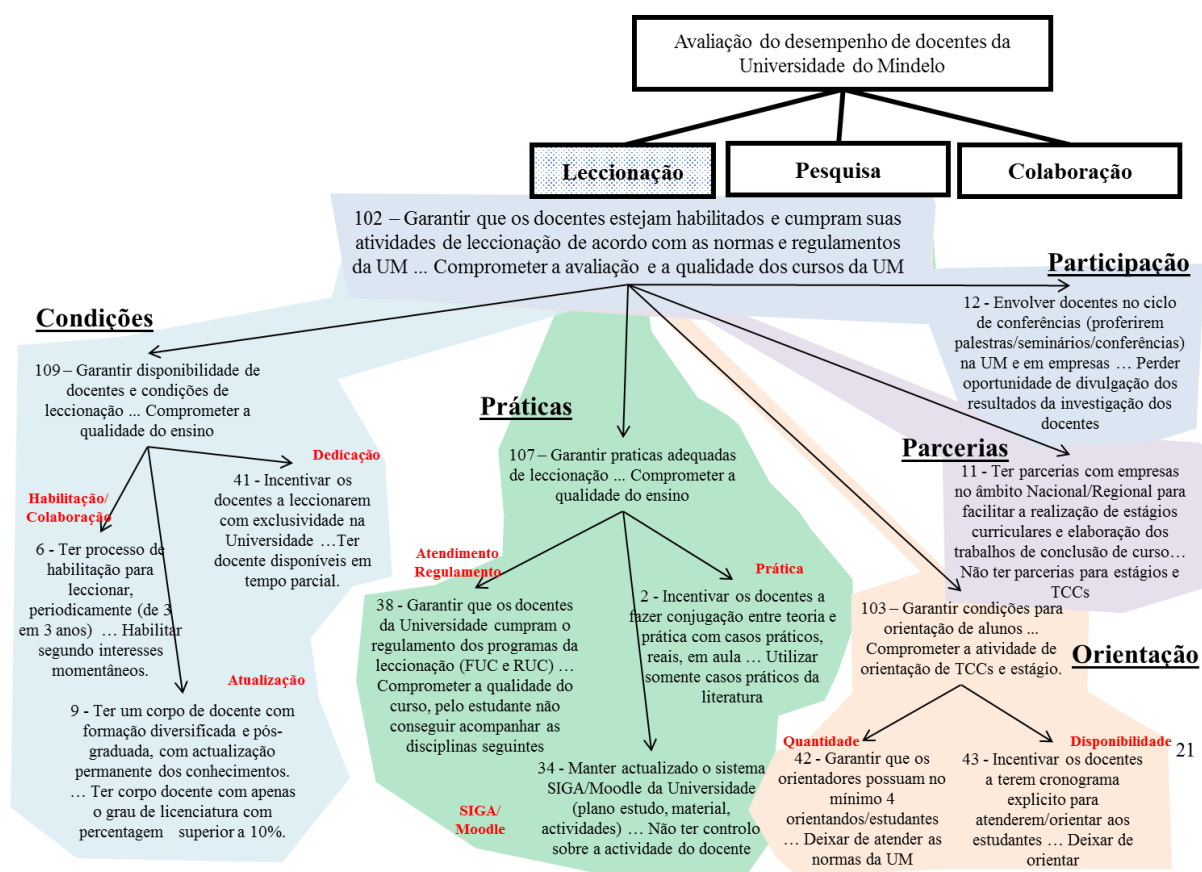 Avaliação do desempenho de docentes da
Universidade do Mindelo
Leccionação
Pesquisa
Colaboração
102 – Garantir que os docentes estejam habilitados e cumpram suas
atividades de leccionação de acordo com as normas e regulamentos
da UM ... Comprometer a avaliação e a qualidade dos cursos da UM
Participação
12 - Envolver docentes no ciclo
de conferências (proferirem
palestras/seminários/conferências)
na UM e em empresas … Perder
oportunidade de divulgação dos
resultados da investigação dos
docentes
Condições
109 – Garantir disponibilidade de
docentes e condições de
leccionação ... Comprometer a
qualidade do ensino
Dedicação
41 - Incentivar os
docentes a leccionarem
com exclusividade na
Universidade …Ter
docente disponíveis em
tempo parcial.
Habilitação/
Colaboração
6 - Ter processo de
habilitação para
leccionar,
periodicamente (de 3
em 3 anos) … Habilitar
segundo interesses
momentâneos.
Atualização
9 - Ter um corpo de docente com
formação diversificada e pós-
graduada, com actualização
permanente dos conhecimentos.
… Ter corpo docente com apenas
o grau de licenciatura com
percentagem superior a 10%.
Práticas
107 – Garantir praticas adequadas
de leccionação ... Comprometer a
qualidade do ensino
Atendimento
Regulamento
38 - Garantir que os docentes
da Universidade cumpram o
regulamento dos programas da
leccionação (FUC e RUC) …
Comprometer a qualidade do
curso, pelo estudante não
conseguir acompanhar as
disciplinas seguintes
Prática
2 - Incentivar os docentes a
fazer conjugação entre teoria e
prática com casos práticos,
reais, em aula … Utilizar
somente casos práticos da
literatura
SIGA/
Moodle
34 - Manter actualizado o sistema
SIGA/Moodle da Universidade
(plano estudo, material,
actividades) … Não ter controlo
sobre a actividade do docente
Parcerias
11 - Ter parcerias com empresas
no âmbito Nacional/Regional para
facilitar a realização de estágios
curriculares e elaboração dos
trabalhos de conclusão de curso…
Não ter parcerias para estágios e
TCCs
103 – Garantir condições para
orientação de alunos ...
Comprometer a atividade de
orientação de TCCs e estágio.
Orientação
Quantidade
42 - Garantir que os
orientadores possuam no
mínimo 4
orientandos/estudantes
… Deixar de atender as
normas da UM
Disponibilidade
43 - Incentivar os docentes
a terem cronograma
explicito para
atenderem/orientar aos
estudantes … Deixar de
orientar
21